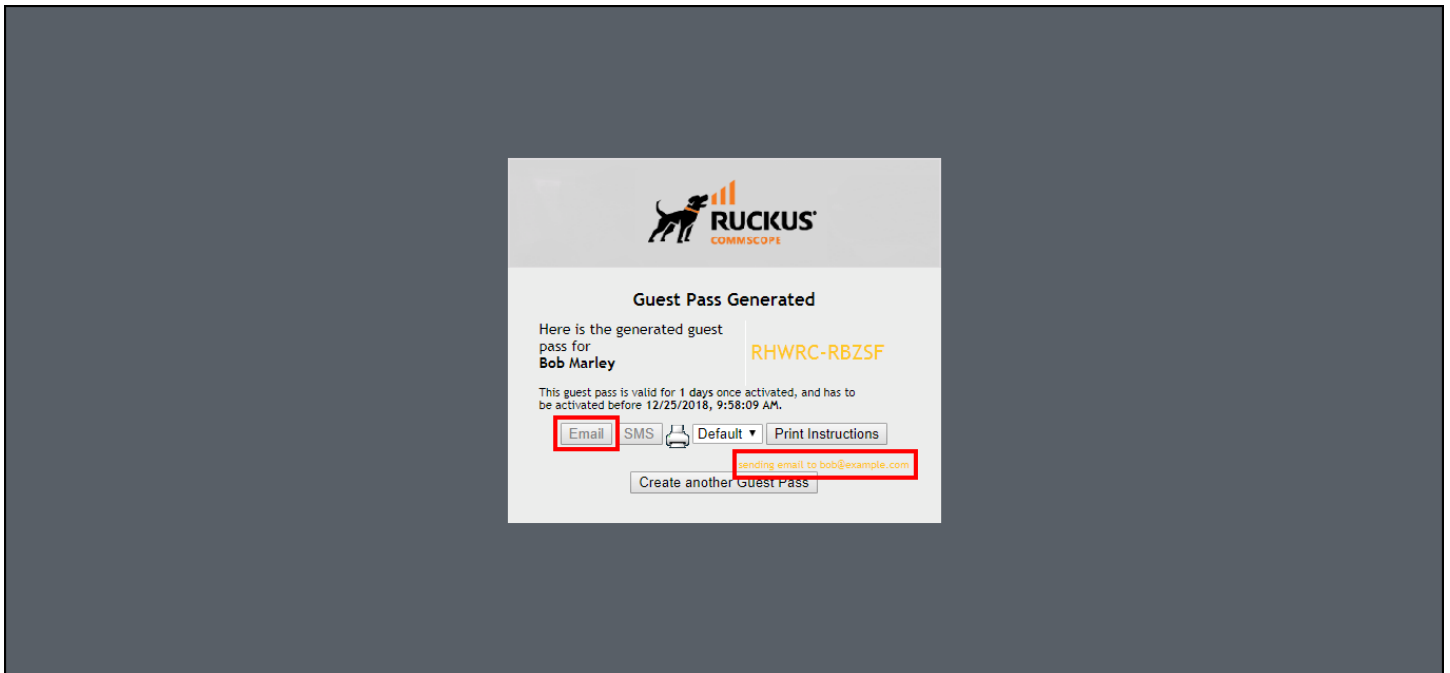 RUCKUS®
COMMSCOPE
Guest Pass Generated
Here is the generated guest
pass for
Bob Marley
RHWRC-RBZSF
This guest pass is valid for 1 days once activated, and has to
be activated before 12/25/2018, 9:58:09 AM.
Email SMS Default Print Instructions
sending email to bob@example.com
Create another Guest Pass